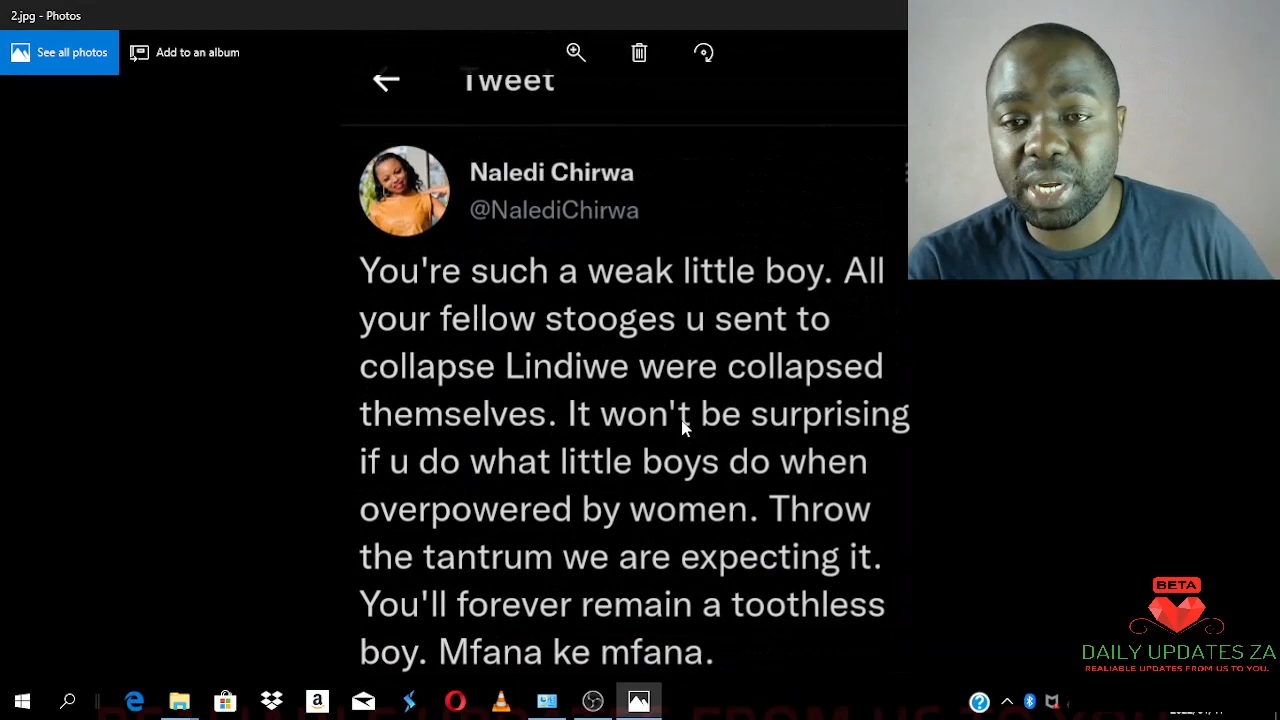 2.jpg - Photos
See all photos
Add to an album
Tweet
Naledi Chirwa
@NalediChirwa
You're such a weak little boy. All
your fellow stooges u sent to
collapse Lindiwe were collapsed
themselves. It won't be surprising
if u do what little boys do when
overpowered by women. Throw
the tantrum we are expecting it.
You'll forever remain a toothless
boy. Mfana ke mfana.
BETA
DAILY UPDATES ZA
REALIABLE UPDATES FROM US TO YOU.